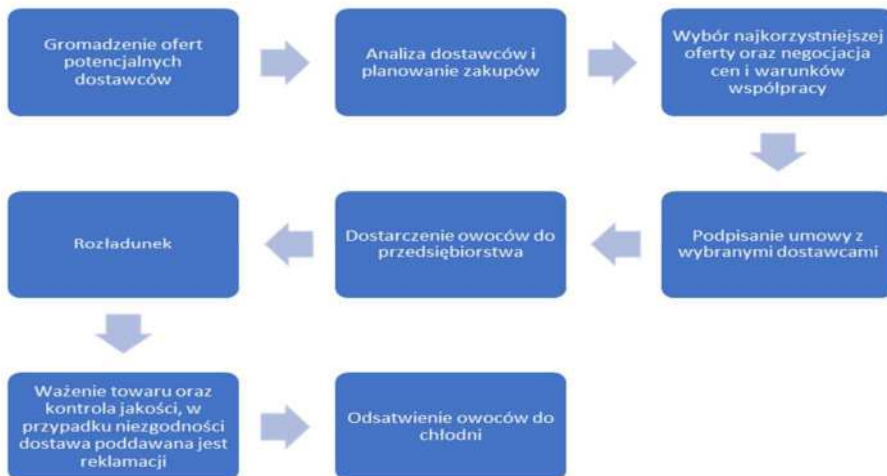 Gromadzenie ofert
potencjalnych
dostawców
Analiza dostawców i
planowanie zakupów
Wybór najkorzystniejszej
oferty oraz negocjacja
cen i warunków
współpracy
Podpisanie umowy z
wybranymi dostawcami
Dostarczenie owoców do
przedsiębiorstwa
Rozładunek
Ważenie towaru oraz
kontrola jakości, w
przypadku niezgodności
dostawa poddawana jest
reklamacji
Odsatwienie owoców do
chłodni